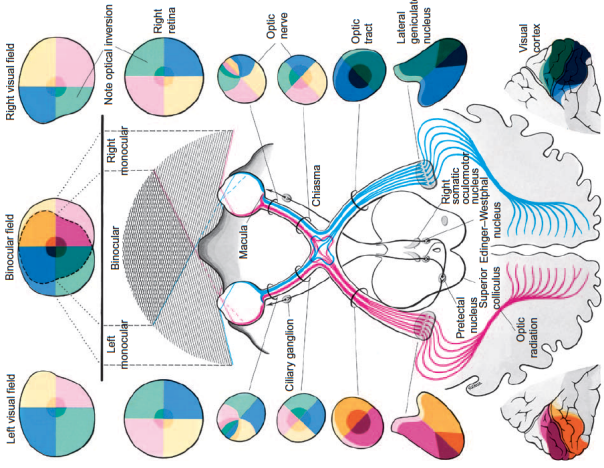 Right visual field
Note optical inversion
Right
retina
Optic
nerve
Optic
tract
Lateral
geniculate
nucleus
Visual
cortex
Binocular field
Right
monocular
Binocular
Left
monocular
Macula
Chiasma
Ciliary ganglion
Right
somatic
oculomotor
nucleus
Edinger–Westphal
nucleus
Superior
colliculus
Pretectal
nucleus
Optic
radiation
Left visual field